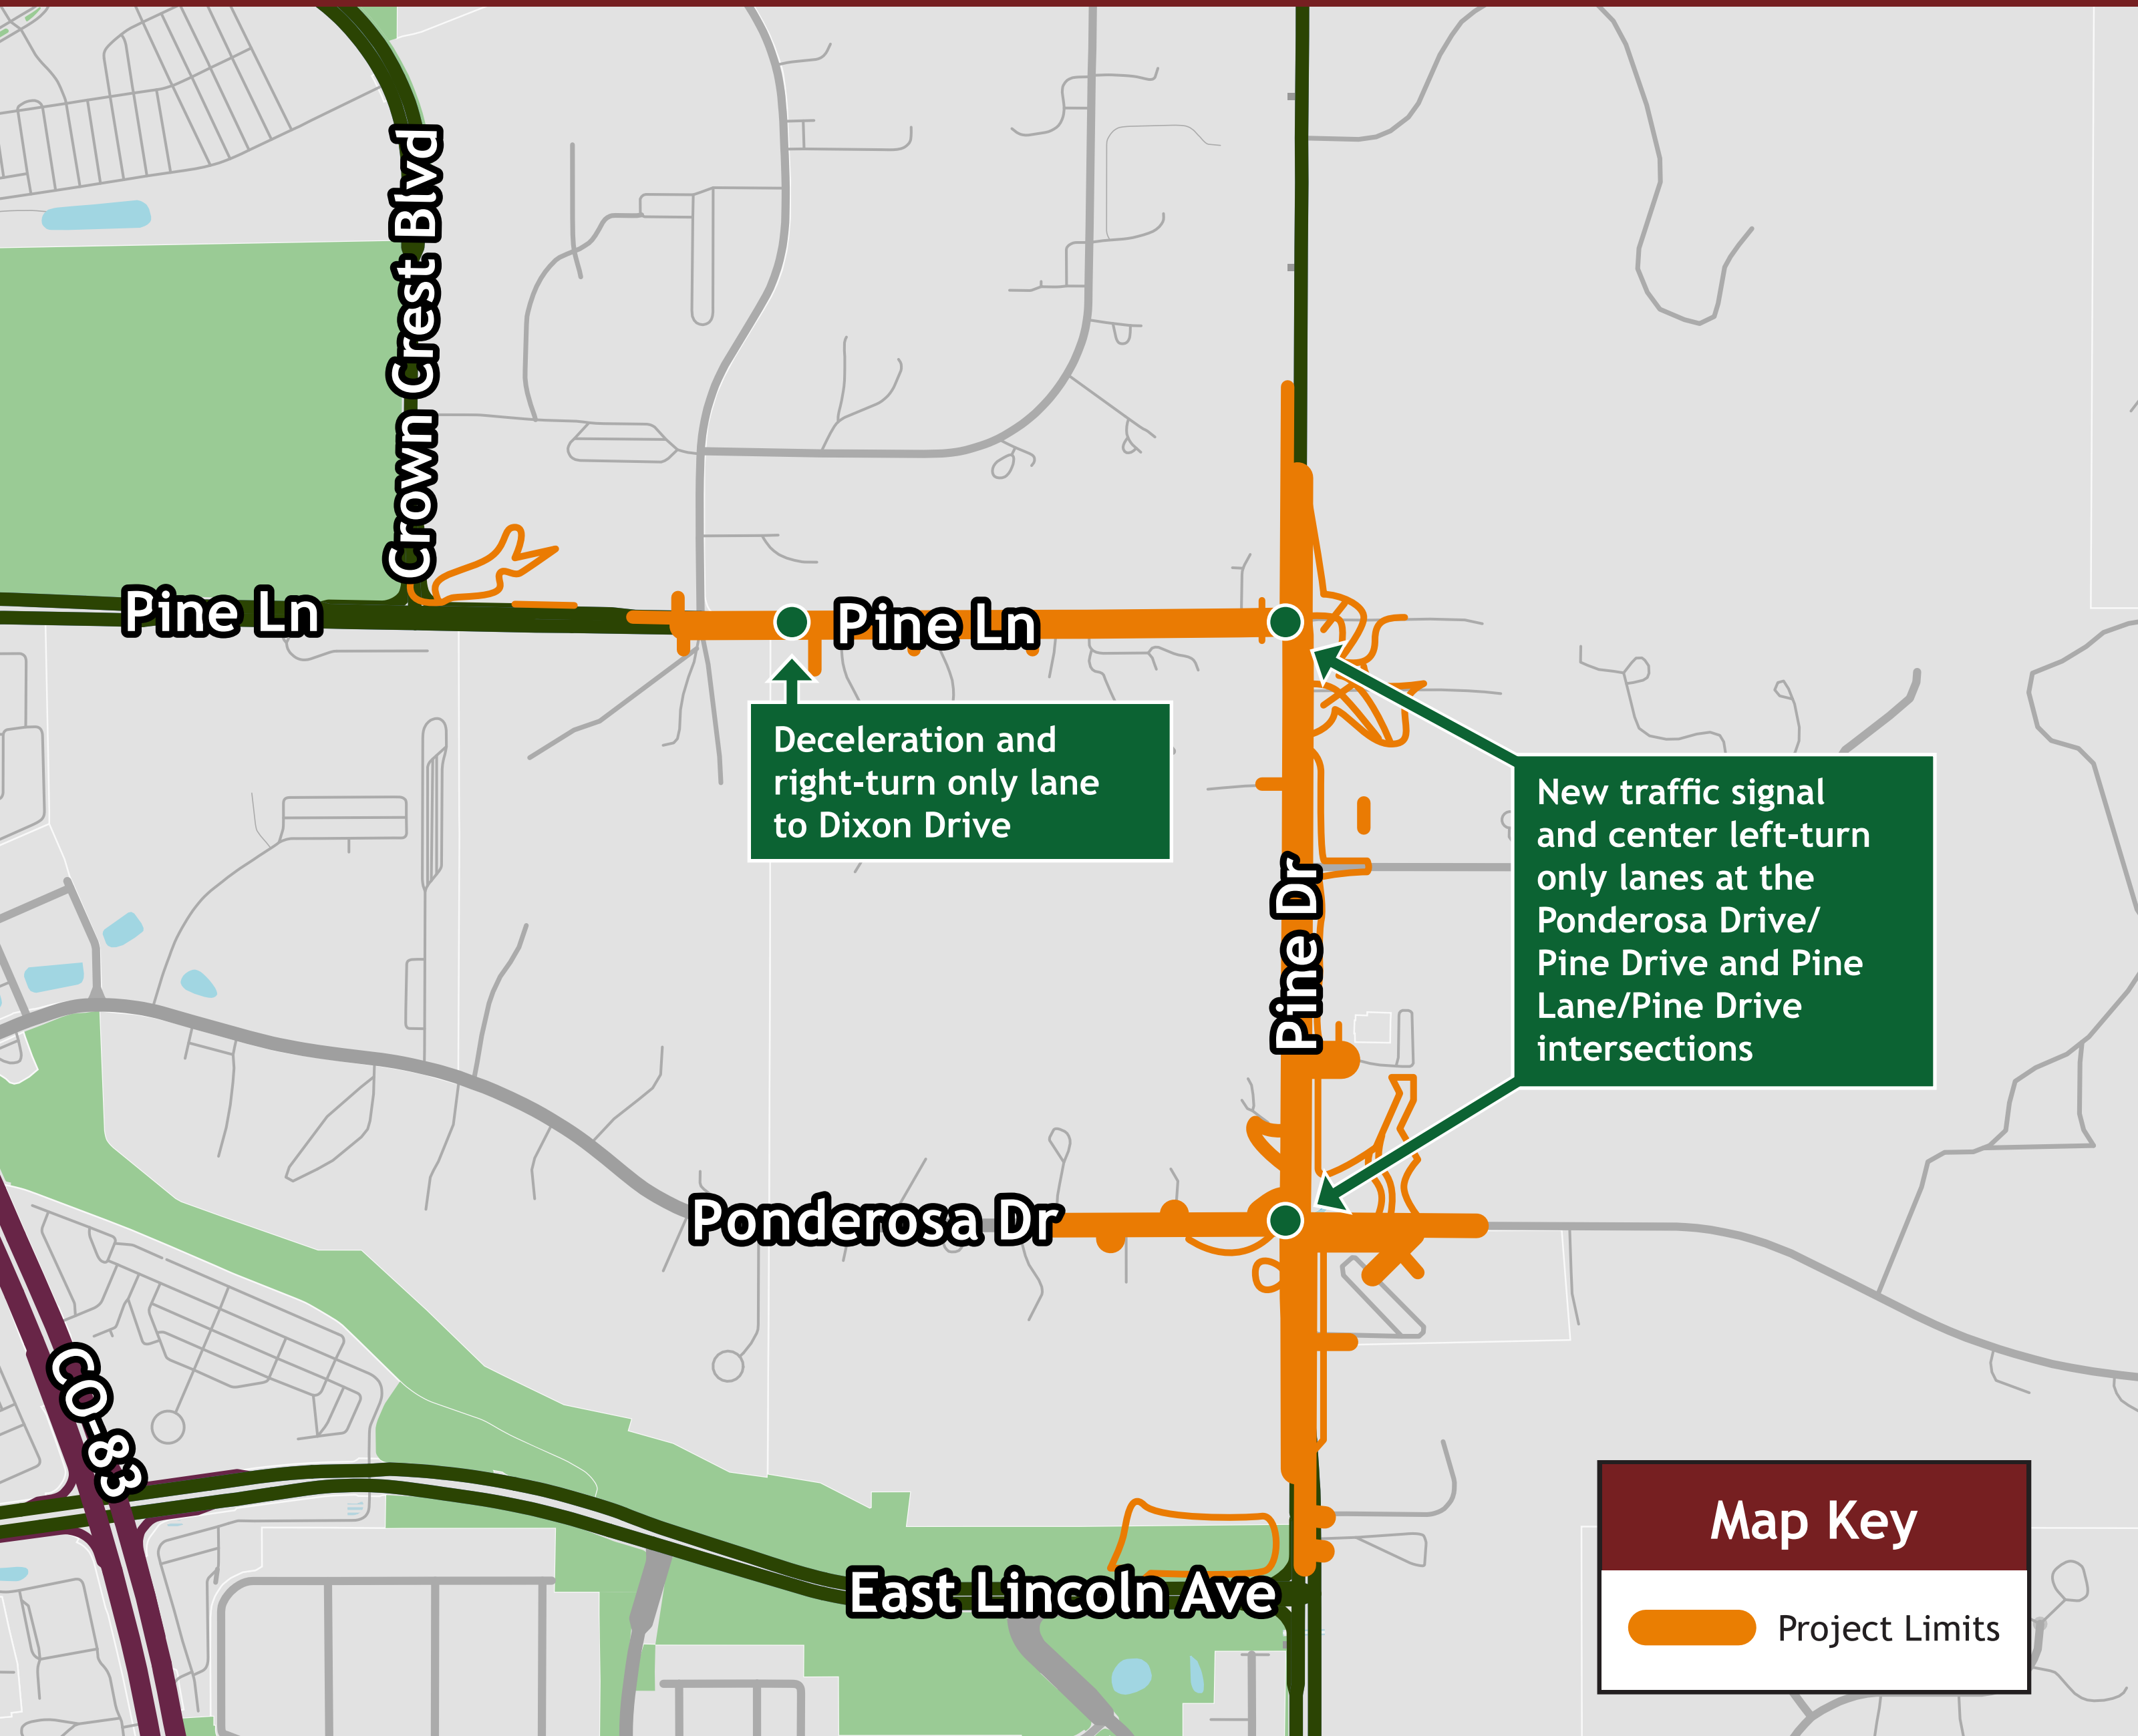 Crown Crest Blvd
Pine Ln
Pine Ln
Deceleration and
right-turn only lane
to Dixon Drive
New traffic signal
and center left-turn
only lanes at the
Ponderosa Drive/
Pine Drive and Pine
Lane/Pine Drive
intersections
Pine Dr
Ponderosa Dr
CO-83
East Lincoln Ave
Map Key
Project Limits